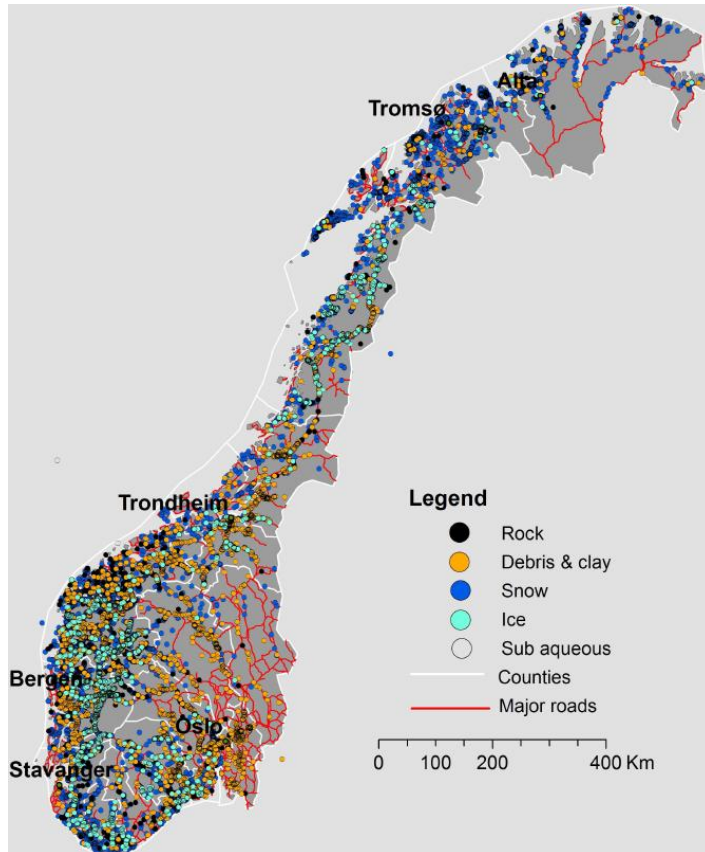 Alta
Tromsø
Trondheim
Bergen
Oslo
Stavanger
Legend
Rock
Debris & clay
Snow
Ice
Sub aqueous
Counties
Major roads
0 100 200 400 Km